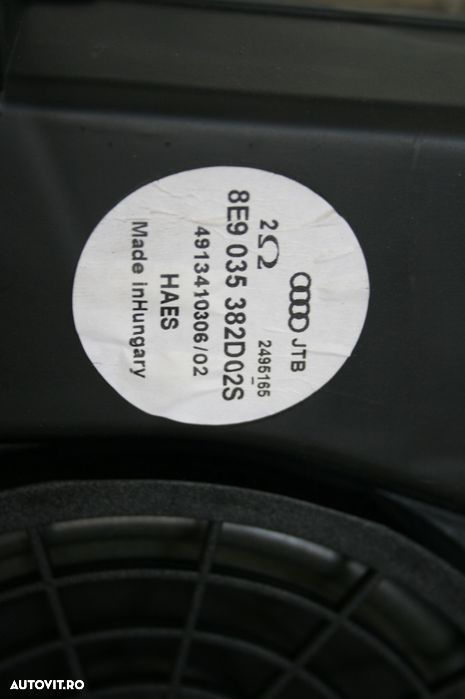 JTB
2Ω 2495165
8E9 035 382D02S
4913410306/02
HAES
Made inHungary
AUTOVIT.RO